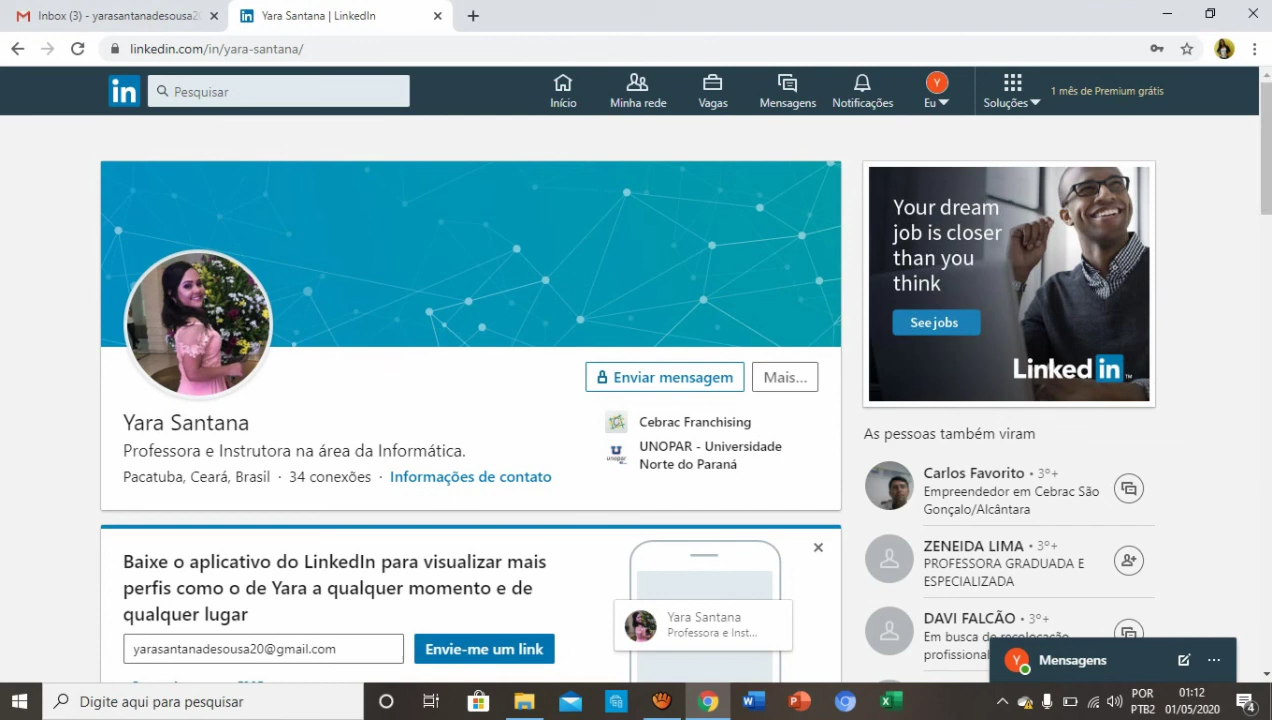 Inbox (3) - yarasantanadesousa20
Yara Santana | LinkedIn
linkedin.com/in/yara-santana/
in
Pesquisar
Início
Minha rede
Vagas
Mensagens
Notificações
Y
Eu
Soluções
1 mês de Premium grátis
Yara Santana
Professora e Instrutora na área da Informática.
Pacatuba, Ceará, Brasil · 34 conexões · Informações de contato
Enviar mensagem
Mais...
Cebrac Franchising
unopar
UNOPAR - Universidade
Norte do Paraná
Baixe o aplicativo do LinkedIn para visualizar mais
perfis como o de Yara a qualquer momento e de
qualquer lugar
yarasantanadesousa20@gmail.com
Envie-me um link
Yara Santana
Professora e Inst...
Your dream
job is closer
than you
think
See jobs
Linked in
As pessoas também viram
Carlos Favorito • 3º+
Empreendedor em Cebrac São
Gonçalo/Alcântara
ZENEIDA LIMA • 3º+
PROFESSORA GRADUADA E
ESPECIALIZADA
DAVI FALCÃO • 3º+
Em busca de recolocação
profissional
Y
Mensagens
Digite aqui para pesquisar
POR
PTB2
01:12
01/05/2020
4